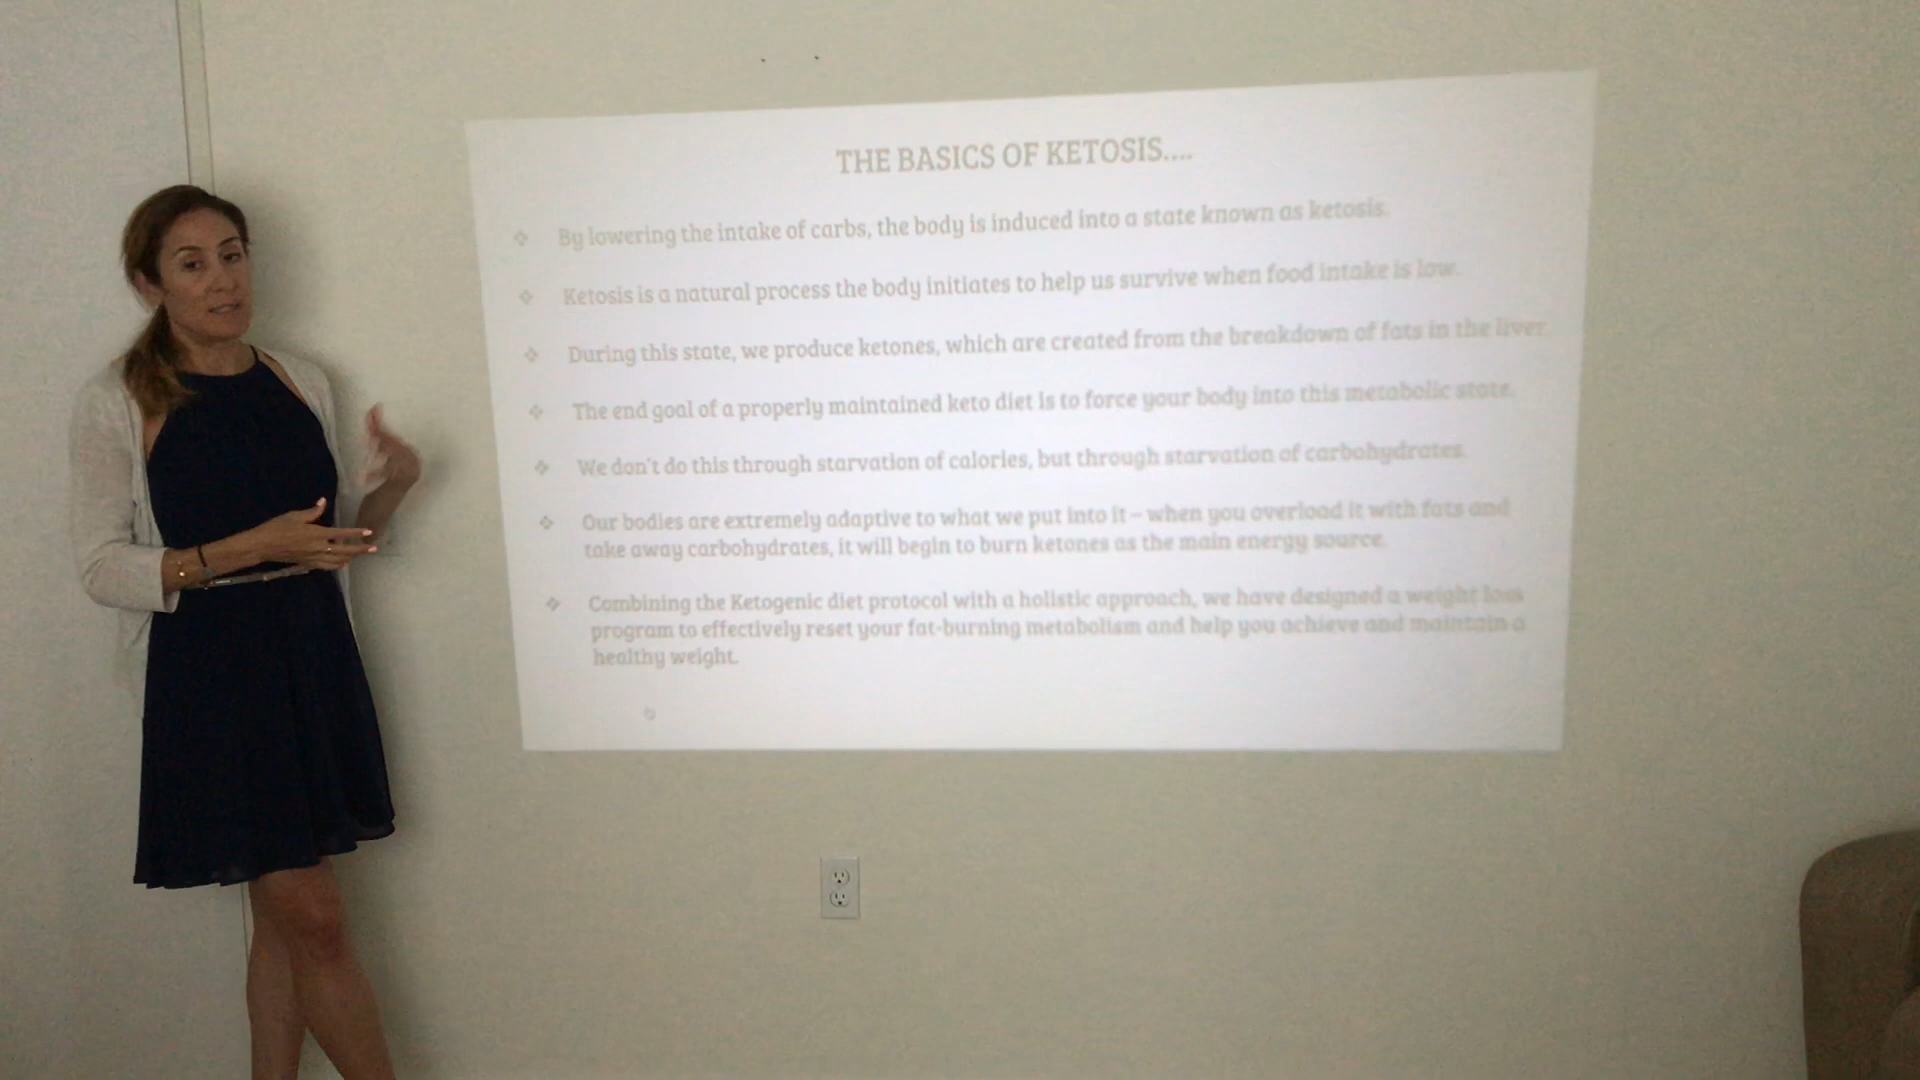 THE BASICS OF KETOSIS....
By lowering the intake of carbs, the body is induced into a state known as ketosis.
Ketosis is a natural process the body initiates to help us survive when food intake is low.
During this state, we produce ketones, which are created from the breakdown of fats in the liver.
The end goal of a properly maintained keto diet is to force your body into this metabolic state.
We don't do this through starvation of calories, but through starvation of carbohydrates.
Our bodies are extremely adaptive to what we put into it – when you overload it with fats and
take away carbohydrates, it will begin to burn ketones as the main energy source.
Combining the Ketogenic diet protocol with a holistic approach, we have designed a weight loss
program to effectively reset your fat-burning metabolism and help you achieve and maintain a
healthy weight.